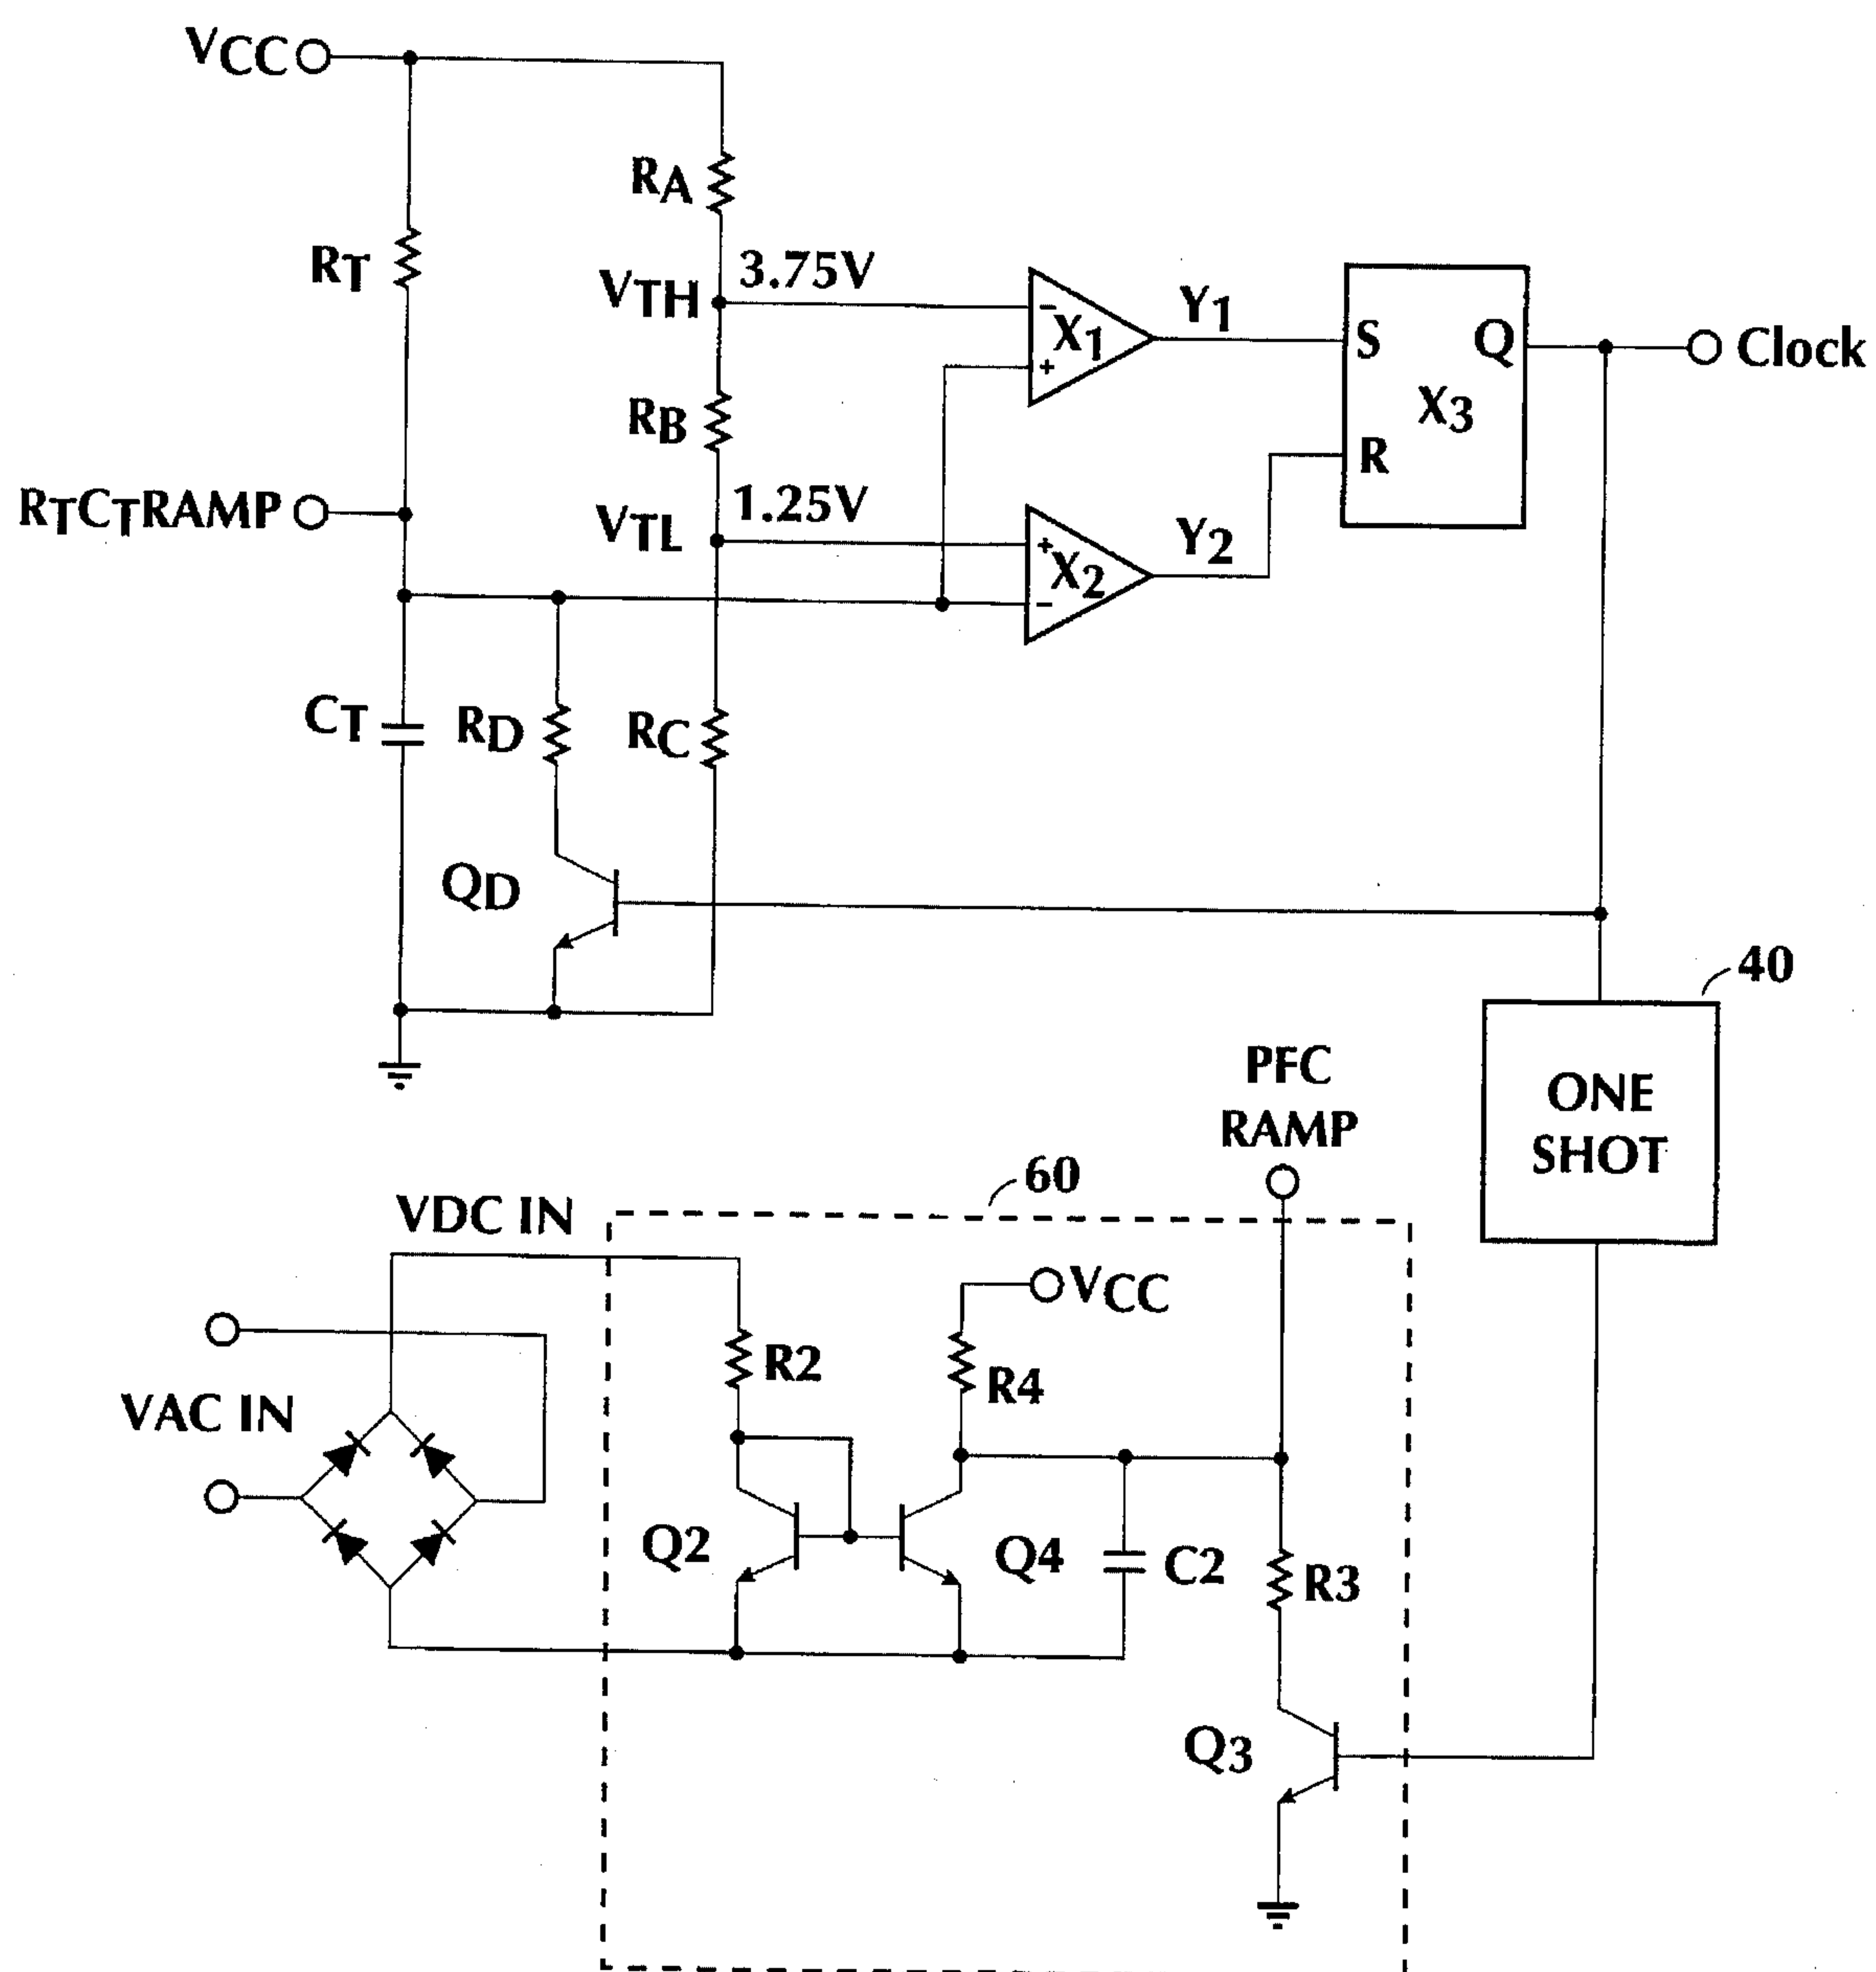 VCC
RA
RT
VTH
3.75V
X1
-
+
Y1
S
Q
R
X3
Clock
RB
RTCTRAMP
VTL
1.25V
+
X2
-
Y2
CT
RD
RC
QD
40
ONE
SHOT
PFC
RAMP
60
VDC IN
VCC
R2
R4
VAC IN
Q2
Q4
C2
R3
Q3